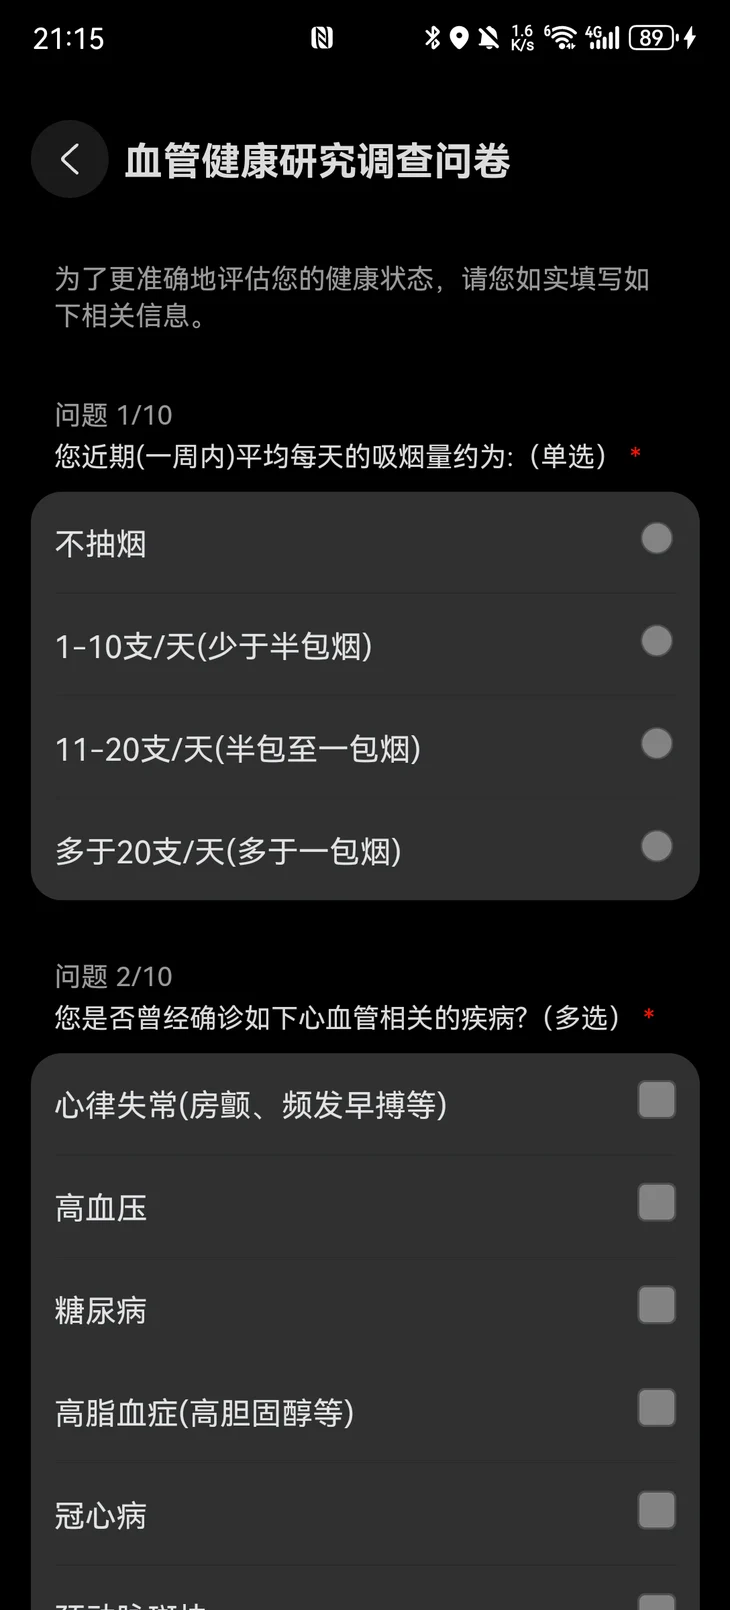 21:15
1.6
K/s
6
4G
89
血管健康研究调查问卷
为了更准确地评估您的健康状态，请您如实填写如
下相关信息。
问题 1/10
您近期(一周内)平均每天的吸烟量约为:（单选） *
不抽烟
1-10支/天(少于半包烟)
11-20支/天(半包至一包烟)
多于20支/天(多于一包烟)
问题 2/10
您是否曾经确诊如下心血管相关的疾病?（多选） *
心律失常(房颤、频发早搏等)
高血压
糖尿病
高脂血症(高胆固醇等)
冠心病